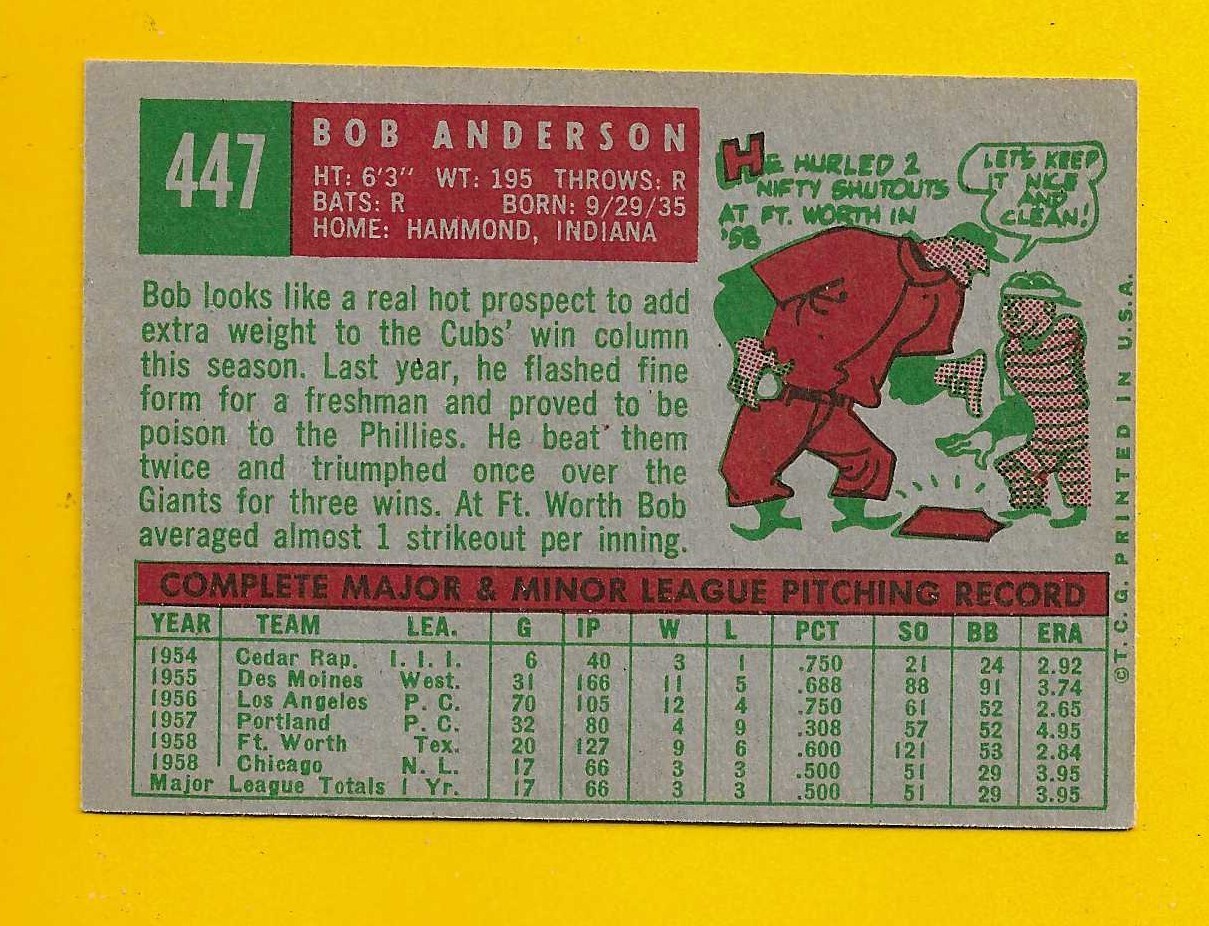 447
BOB ANDERSON
HT: 6'3" WT: 195 THROWS: R
BATS: R BORN: 9/29/35
HOME: HAMMOND, INDIANA
HE HURLED 2
NIFTY SHUTOUTS
AT FT. WORTH IN
'58
LET'S KEEP
IT NICE
AND
CLEAN!
Bob looks like a real hot prospect to add
extra weight to the Cubs' win column
this season. Last year, he flashed fine
form for a freshman and proved to be
poison to the Phillies. He beat them
twice and triumphed once over the
Giants for three wins. At Ft. Worth Bob
averaged almost 1 strikeout per inning.
COMPLETE MAJOR & MINOR LEAGUE PITCHING RECORD
YEAR TEAM LEA. G IP W L PCT SO BB ERA
1954 Cedar Rap. I. I. I. 6 40 3 1 .750 21 24 2.92
1955 Des Moines West. 31 166 11 5 .688 88 91 3.74
1956 Los Angeles P. C. 70 105 12 4 .750 61 52 2.65
1957 Portland P. C. 32 80 4 9 .308 57 52 4.95
1958 Ft. Worth Tex. 20 127 9 6 .600 121 53 2.84
1958 Chicago N. L. 17 66 3 3 .500 51 29 3.95
Major League Totals 1 Yr. 17 66 3 3 .500 51 29 3.95
©T. C. G. PRINTED IN U. S. A.